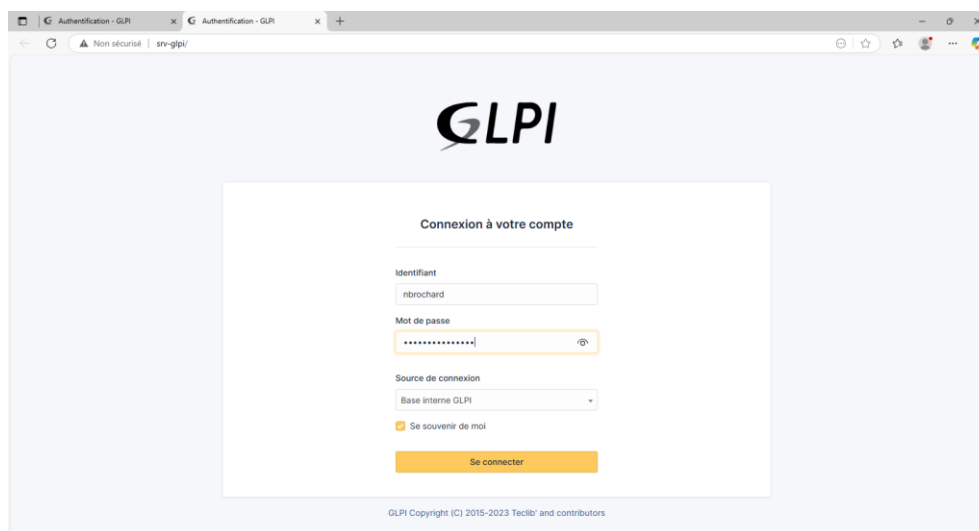 Authentification - GLPI
Authentification - GLPI
Non sécurisé
srv-glpi/
GLPI
Connexion à votre compte
Identifiant
nbrochard
Mot de passe
•••••••••••••••
Source de connexion
Base interne GLPI
Se souvenir de moi
Se connecter
GLPI Copyright (C) 2015-2023 Teclib' and contributors